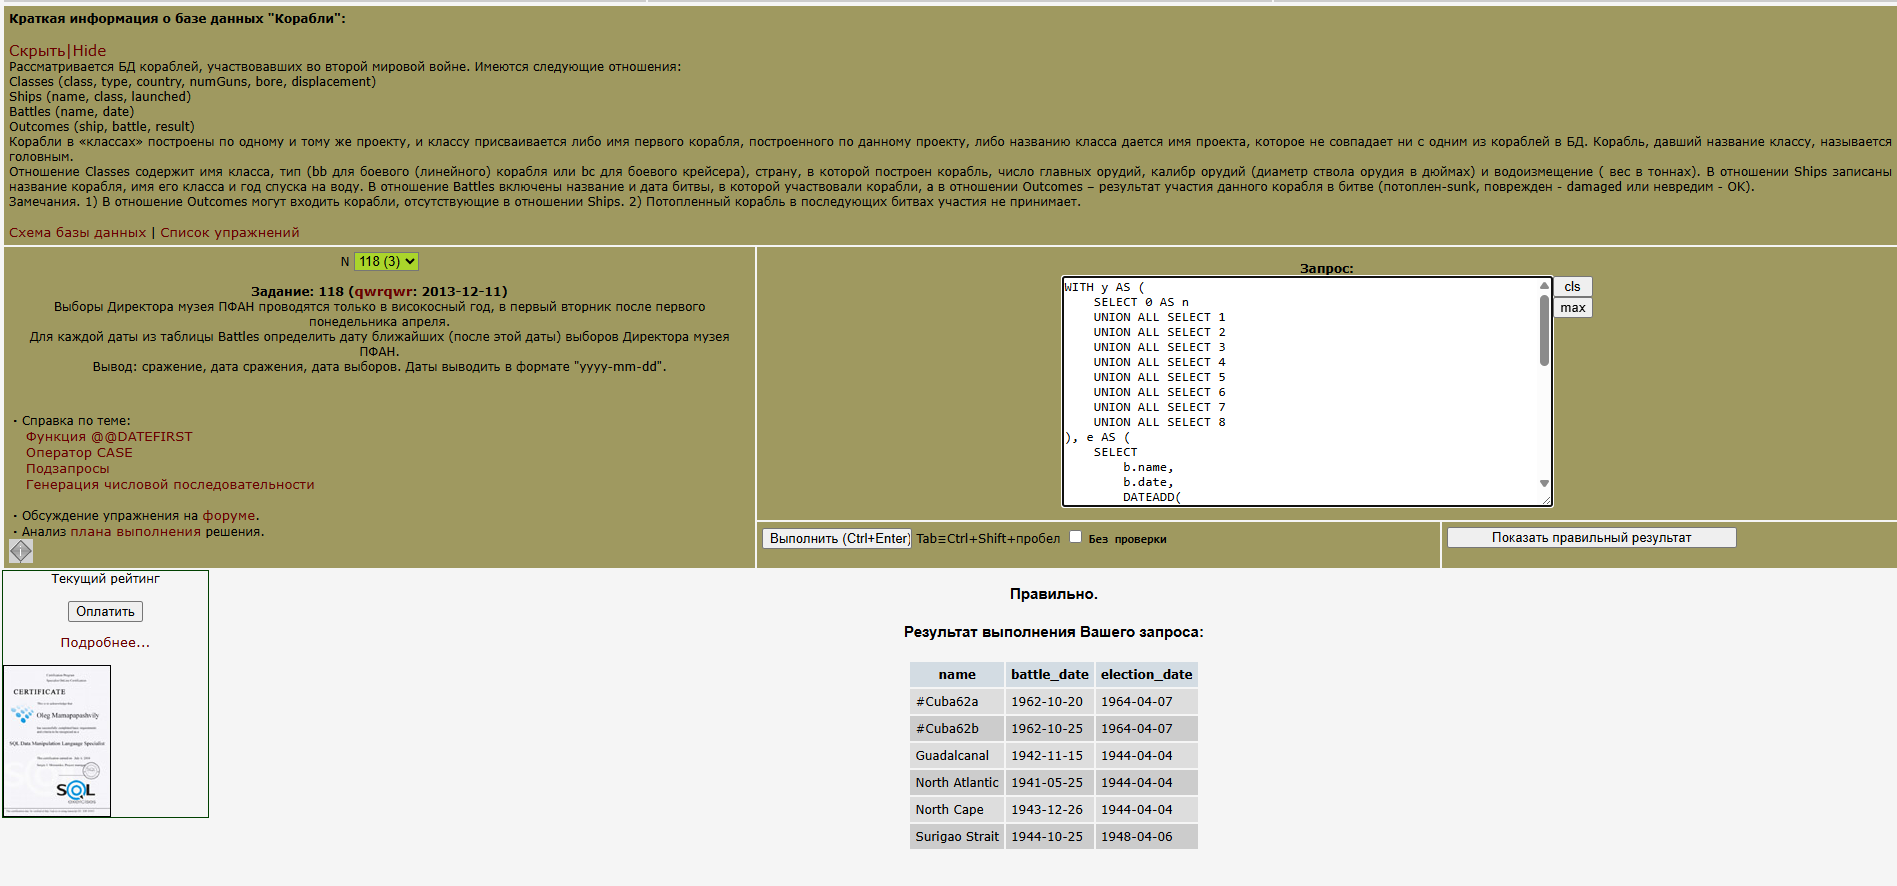 Краткая информация о базе данных "Корабли":
Скрыть|Hide
Рассматривается БД кораблей, участвовавших во второй мировой войне. Имеются следующие отношения:
Classes (class, type, country, numGuns, bore, displacement)
Ships (name, class, launched)
Battles (name, date)
Outcomes (ship, battle, result)
Корабли в «классах» построены по одному и тому же проекту, и классу присваивается либо имя первого корабля, построенного по данному проекту, либо названию класса дается имя проекта, которое не совпадает ни с одним из кораблей в БД. Корабль, давший название классу, называется
головным.
Отношение Classes содержит имя класса, тип (bb для боевого (линейного) корабля или bc для боевого крейсера), страну, в которой построен корабль, число главных орудий, калибр орудий (диаметр ствола орудия в дюймах) и водоизмещение ( вес в тоннах). В отношении Ships записаны
название корабля, имя его класса и год спуска на воду. В отношение Battles включены название и дата битвы, в которой участвовали корабли, а в отношении Outcomes – результат участия данного корабля в битве (потоплен-sunk, поврежден - damaged или невредим - OK).
Замечания. 1) В отношение Outcomes могут входить корабли, отсутствующие в отношении Ships. 2) Потопленный корабль в последующих битвах участия не принимает.
Схема базы данных | Список упражнений
N 118 (3)
Задание: 118 (qwrqwr: 2013-12-11)
Выборы Директора музея ПФАН проводятся только в високосный год, в первый вторник после первого
понедельника апреля.
Для каждой даты из таблицы Battles определить дату ближайших (после этой даты) выборов Директора музея
ПФАН.
Вывод: сражение, дата сражения, дата выборов. Даты выводить в формате "yyyy-mm-dd".
· Справка по теме:
Функция @@DATEFIRST
Оператор CASE
Подзапросы
Генерация числовой последовательности
· Обсуждение упражнения на форуме.
· Анализ плана выполнения решения.
Запрос:
WITH y AS (
SELECT 0 AS n
UNION ALL SELECT 1
UNION ALL SELECT 2
UNION ALL SELECT 3
UNION ALL SELECT 4
UNION ALL SELECT 5
UNION ALL SELECT 6
UNION ALL SELECT 7
UNION ALL SELECT 8
), e AS (
SELECT
b.name,
b.date,
DATEADD(
cls
max
Выполнить (Ctrl+Enter) Tab≡Ctrl+Shift+пробел Без проверки
Показать правильный результат
Текущий рейтинг
Оплатить
Подробнее...
CERTIFICATE
Oleg Mamapapashvily
SQL Data Manipulation Language Specialist
SQL
Правильно.
Результат выполнения Вашего запроса:
name battle_date election_date
#Cuba62a 1962-10-20 1964-04-07
#Cuba62b 1962-10-25 1964-04-07
Guadalcanal 1942-11-15 1944-04-04
North Atlantic 1941-05-25 1944-04-04
North Cape 1943-12-26 1944-04-04
Surigao Strait 1944-10-25 1948-04-06